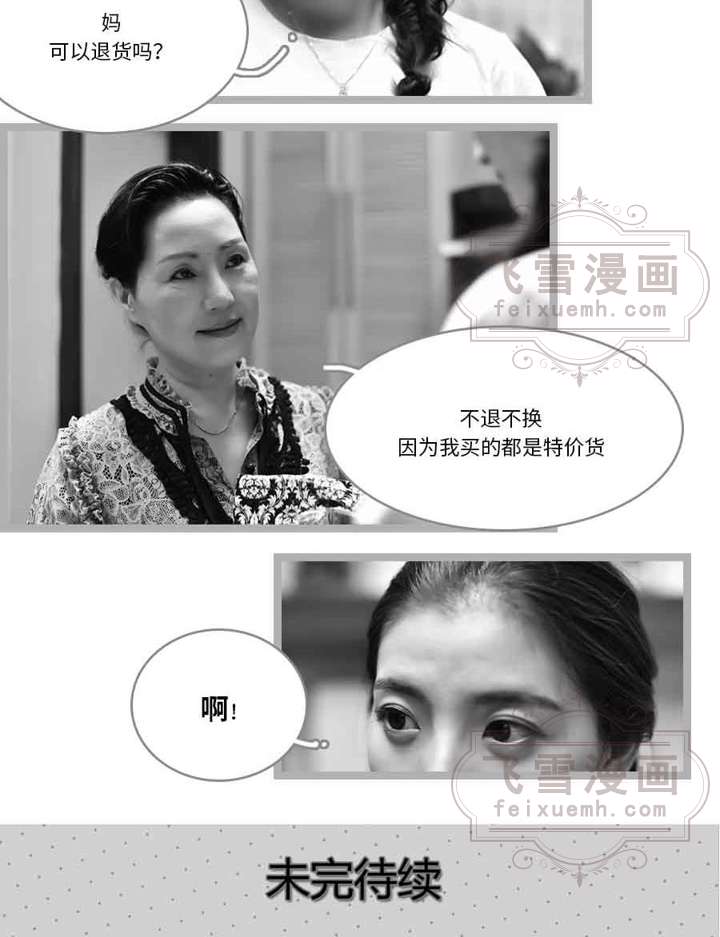 妈
可以退货吗?
飞雪漫画
feixuemh.com
不退不换
因为我买的都是特价货
啊!
飞雪漫画
feixuemh.com
未完待续